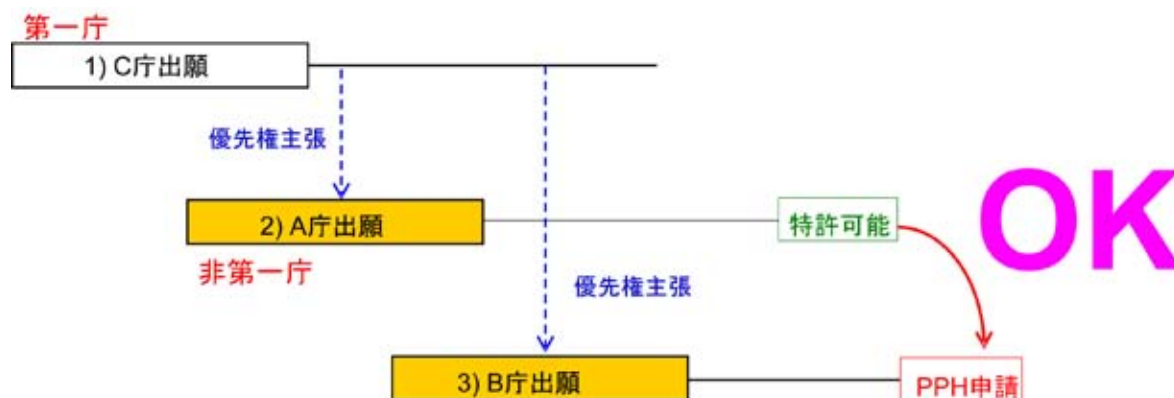 第一庁
1) C庁出願
優先権主張
2) A庁出願
特許可能
OK
非第一庁
優先権主張
3) B庁出願
PPH申請